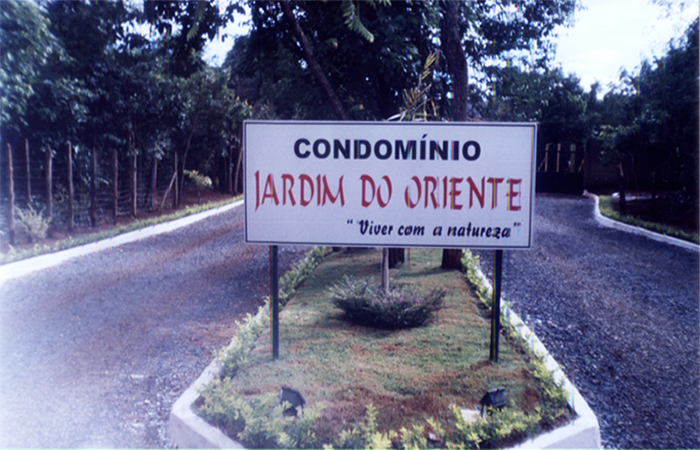 CONDOMÍNIO
JARDIM DO ORIENTE
"Viver com a natureza"